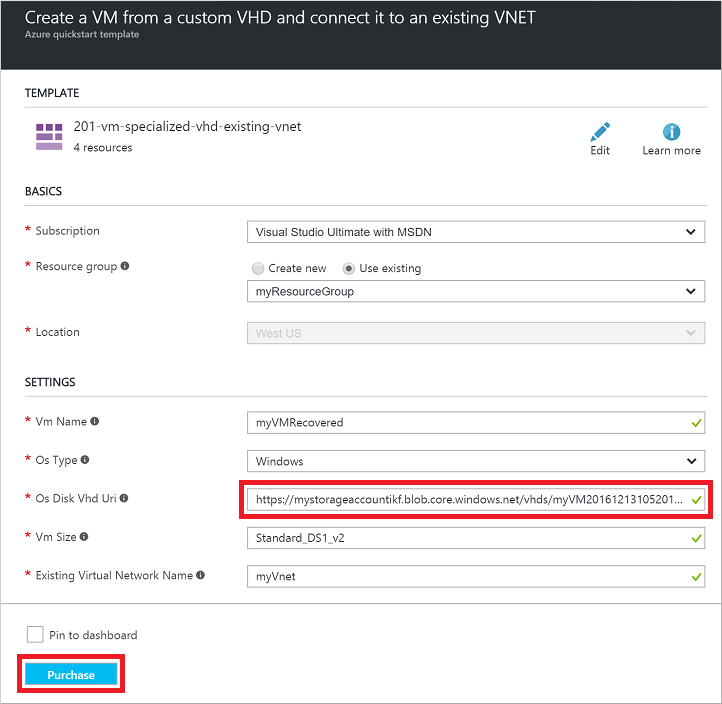 Create a VM from a custom VHD and connect it to an existing VNET
Azure quickstart template
TEMPLATE
201-vm-specialized-vhd-existing-vnet
4 resources
Edit
Learn more
BASICS
* Subscription
Visual Studio Ultimate with MSDN
* Resource group
Create new
Use existing
myResourceGroup
* Location
West US
SETTINGS
* Vm Name
myVMRecovered
* Os Type
Windows
* Os Disk Vhd Uri
https://mystorageaccountikf.blob.core.windows.net/vhds/myVM20161213105201...
* Vm Size
Standard_DS1_v2
* Existing Virtual Network Name
myVnet
Pin to dashboard
Purchase